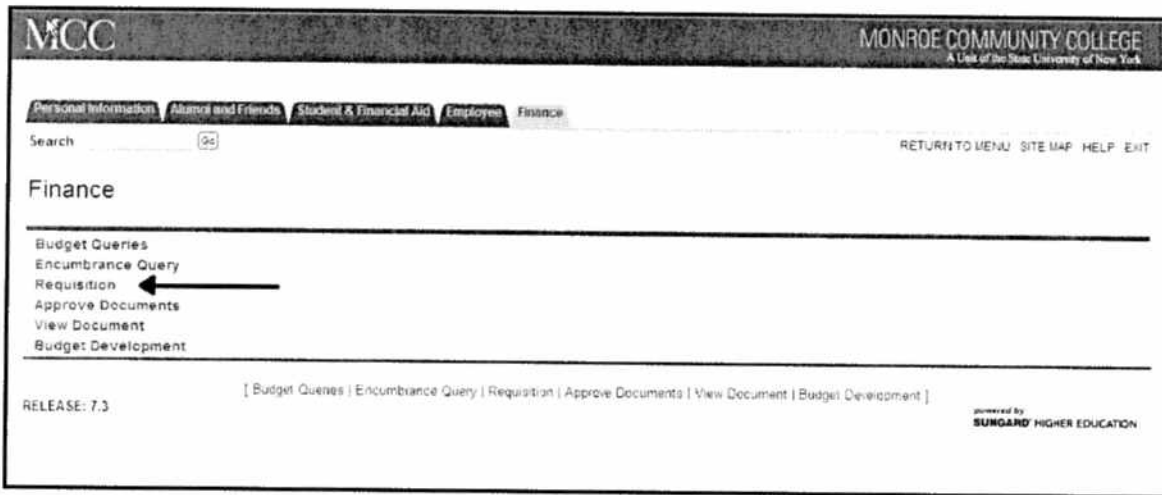 MCC
MONROE COMMUNITY COLLEGE
A Unit of the State University of New York
Personal Information Alumni and Friends Student & Financial Aid Employee Finance
Search Go
RETURN TO MENU SITE MAP HELP EXIT
Finance
Budget Queries
Encumbrance Query
Requisition
Approve Documents
View Document
Budget Development
[ Budget Queries | Encumbrance Query | Requisition | Approve Documents | View Document | Budget Development ]
RELEASE: 7.3
powered by
SUNGARD® HIGHER EDUCATION